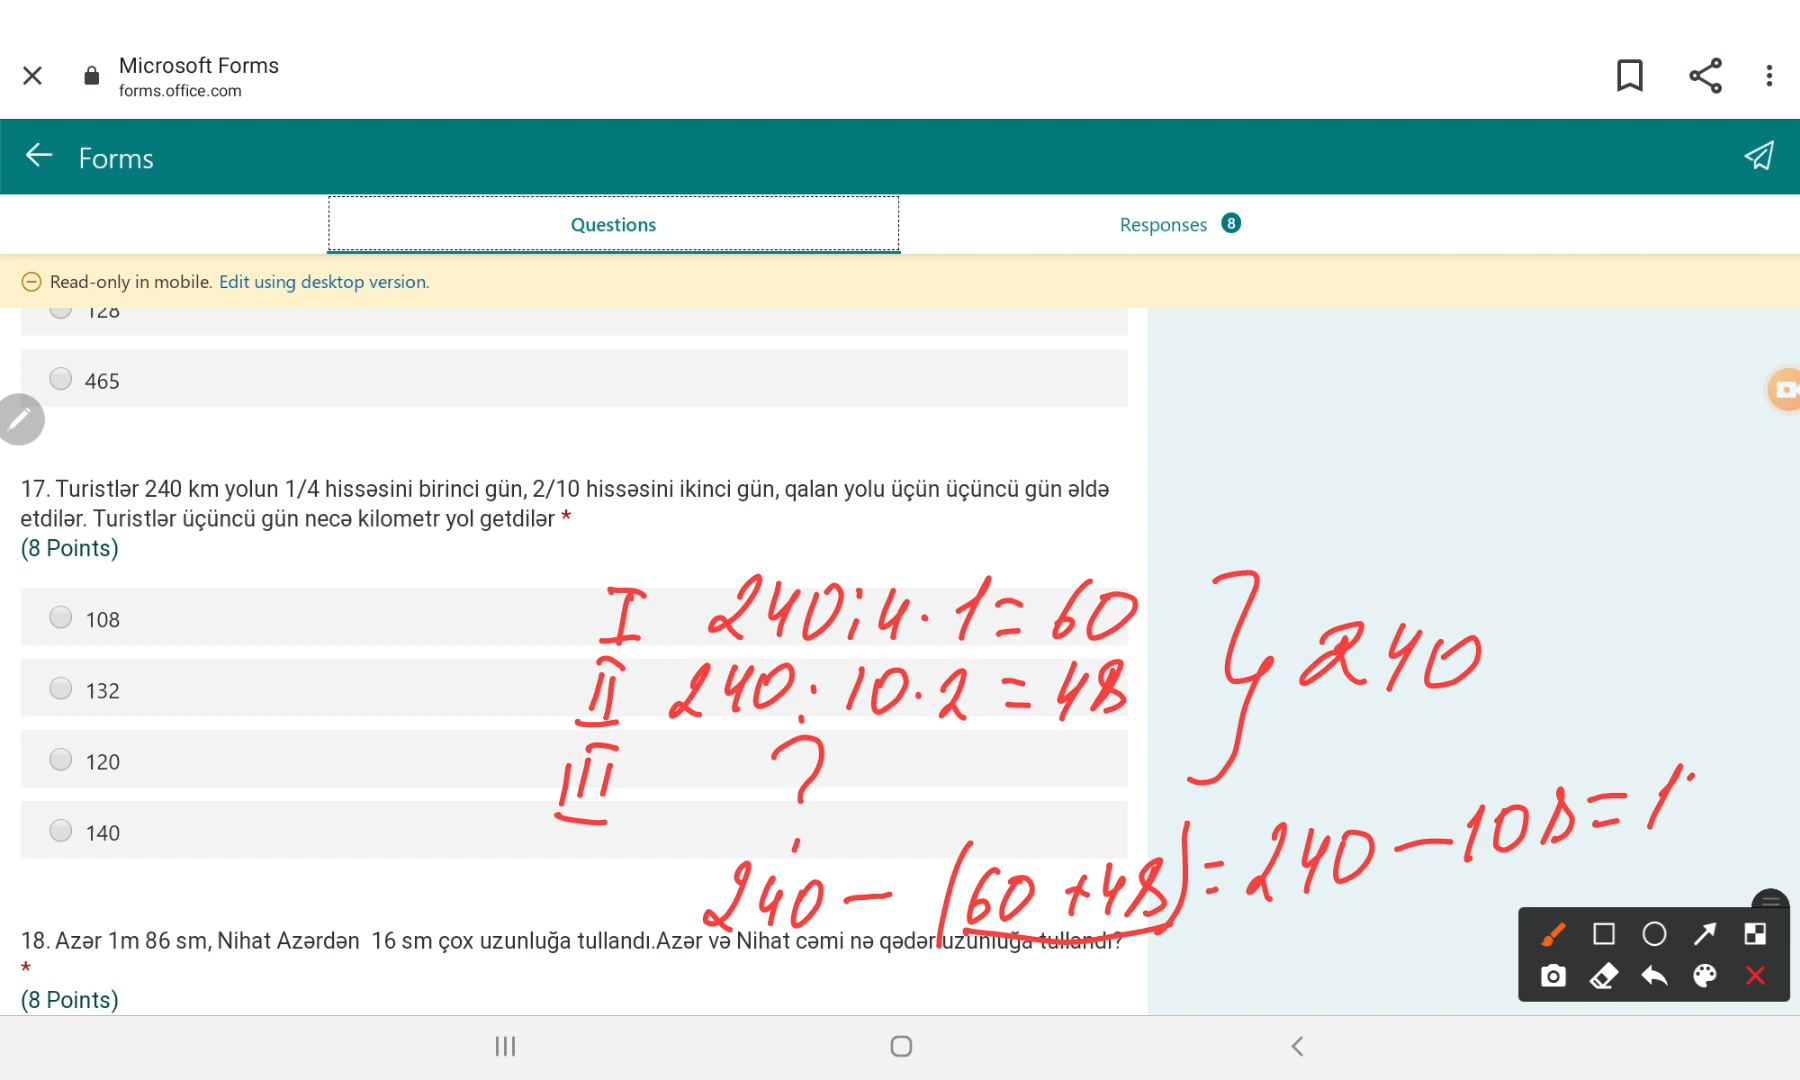 Microsoft Forms
forms.office.com
Forms
Questions
Responses 8
Read-only in mobile. Edit using desktop version.
128
465
17. Turistlər 240 km yolun 1/4 hissəsini birinci gün, 2/10 hissəsini ikinci gün, qalan yolu üçün üçüncü gün əldə
etdilər. Turistlər üçüncü gün necə kilometr yol getdilər *
(8 Points)
108
132
120
140
I 240:4·1=60
II 240:10·2=48
III ?
240
240-(60+48)=240-108=1
18. Azər 1m 86 sm, Nihat Azərdən 16 sm çox uzunluğa tullandı.Azər və Nihat cəmi nə qədər uzunluğa tullandı?
*
(8 Points)